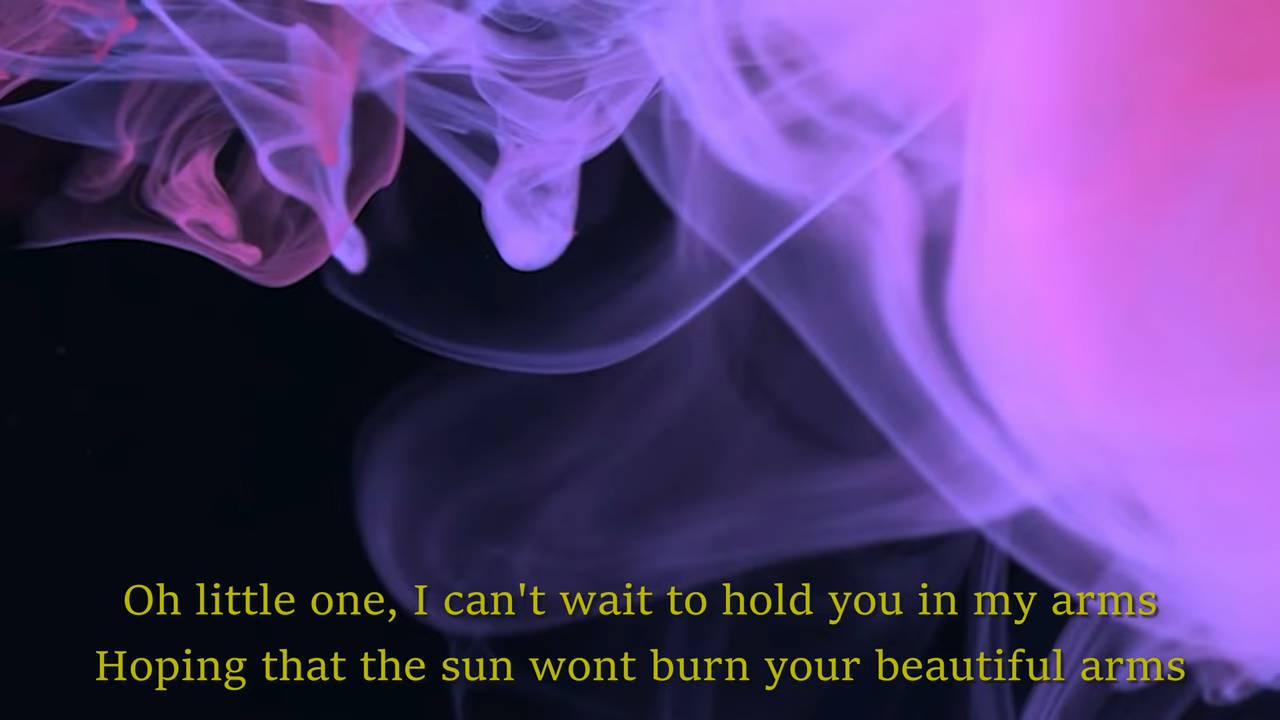 Oh little one, I can't wait to hold you in my arms
Hoping that the sun wont burn your beautiful arms